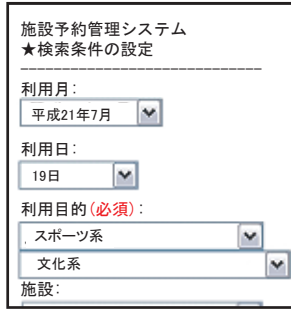 施設予約管理システム
★検索条件の設定
------------------------------
利用月:
平成21年7月
利用日:
19日
利用目的(必須):
スポーツ系
文化系
施設: